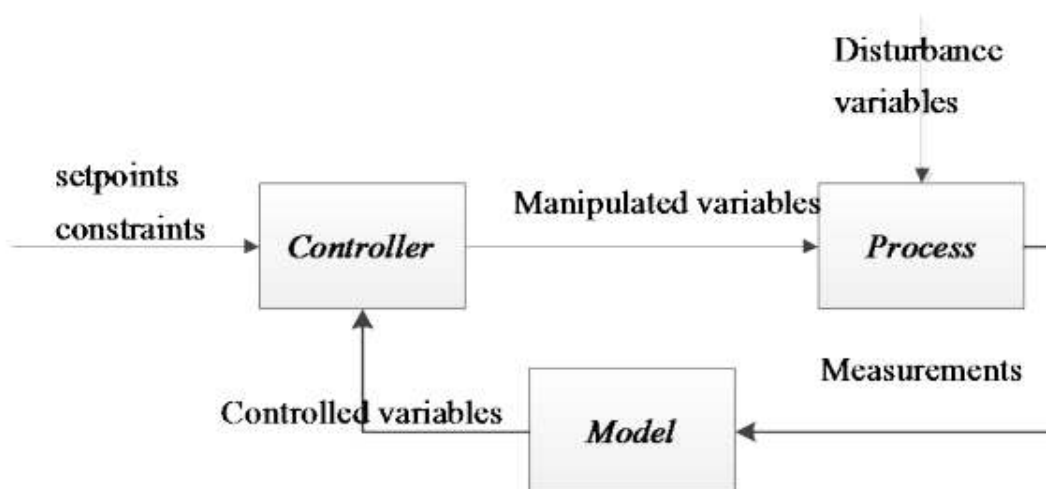 Disturbance
variables
setpoints
constraints
Controller
Manipulated variables
Process
Measurements
Controlled variables
Model